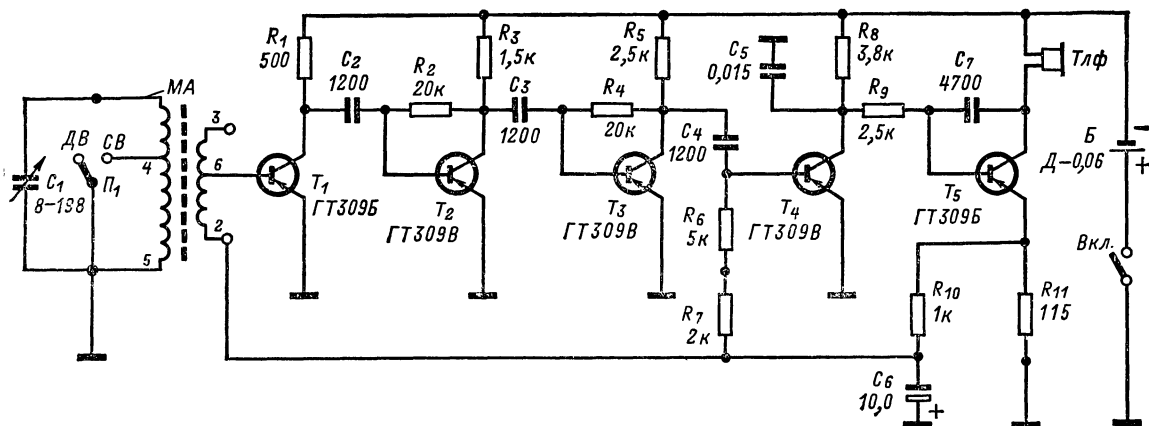 MA
ДВ
СВ
П₁
C₁
8-198
3
4
6
2
5
R₁
500
C₂
1200
R₂
20к
R₃
1,5к
C₃
1200
R₄
20к
R₅
2,5к
C₄
1200
C₅
0,015
R₈
3,8к
R₉
2,5к
C₇
4700
Тлф
Б
Д-0,06
−
+
Вкл.
T₁
ГТ309Б
T₂
ГТ309В
T₃
ГТ309В
T₄
ГТ309В
T₅
ГТ309Б
R₆
5к
R₇
2к
R₁₀
1к
R₁₁
115
C₆
10,0
+